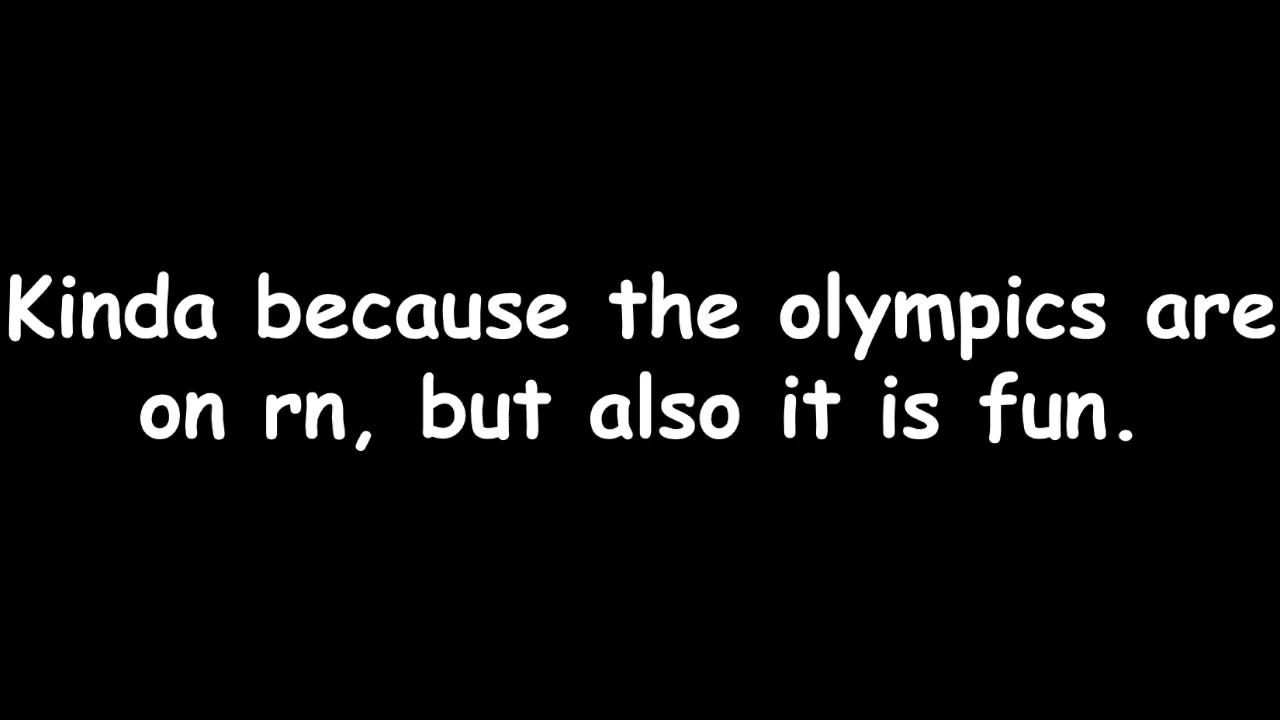 Kinda because the olympics are
on rn, but also it is fun.